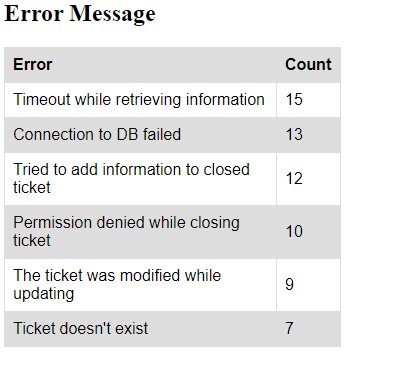 Error Message
Error Count
Timeout while retrieving information 15
Connection to DB failed 13
Tried to add information to closed
ticket 12
Permission denied while closing
ticket 10
The ticket was modified while
updating 9
Ticket doesn't exist 7